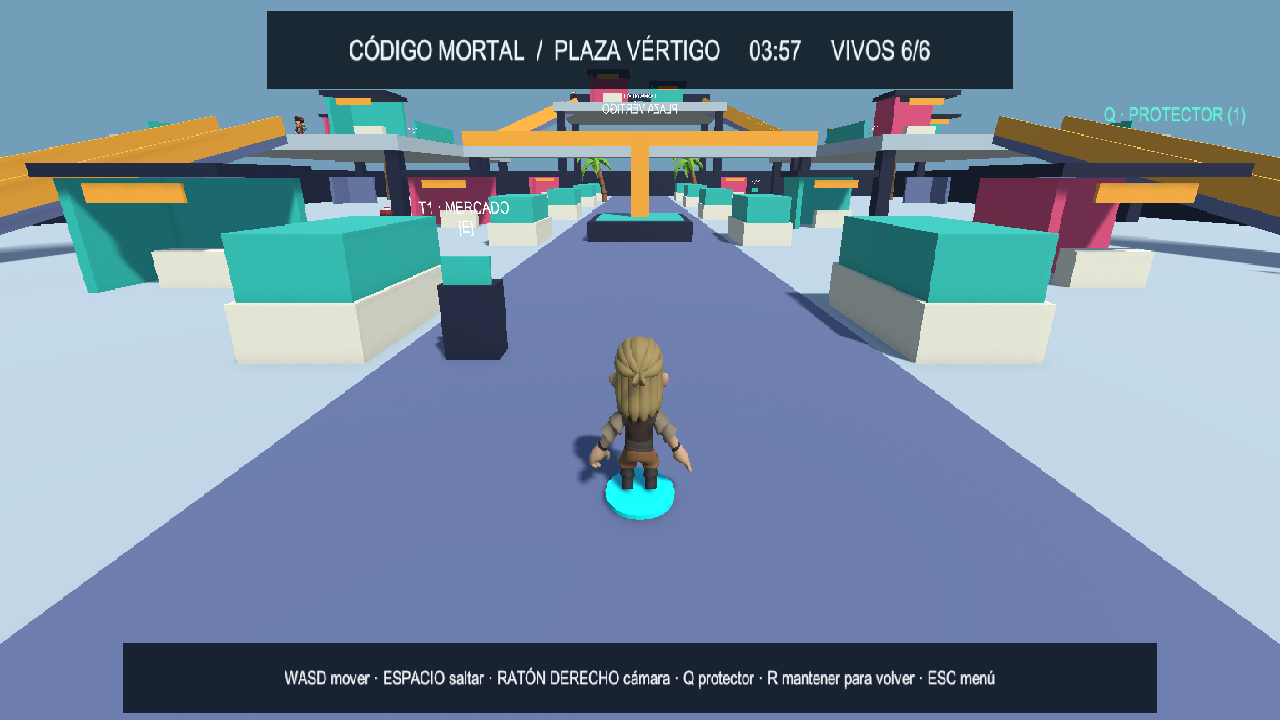 CÓDIGO MORTAL / PLAZA VÉRTIGO 03:57 VIVOS 6/6
PLAZA VÉRTIGO
Q · PROTECTOR (1)
T1 · MERCADO
[E]
WASD mover · ESPACIO saltar · RATÓN DERECHO cámara · Q protector · R mantener para volver · ESC menú